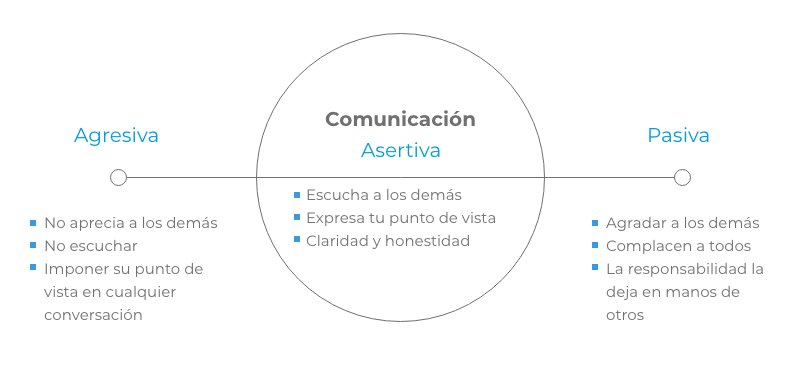 Comunicación
Asertiva
Agresiva
Pasiva
Escucha a los demás
Expresa tu punto de vista
Claridad y honestidad
No aprecia a los demás
No escuchar
Imponer su punto de
vista en cualquier
conversación
Agradar a los demás
Complacen a todos
La responsabilidad la
deja en manos de
otros